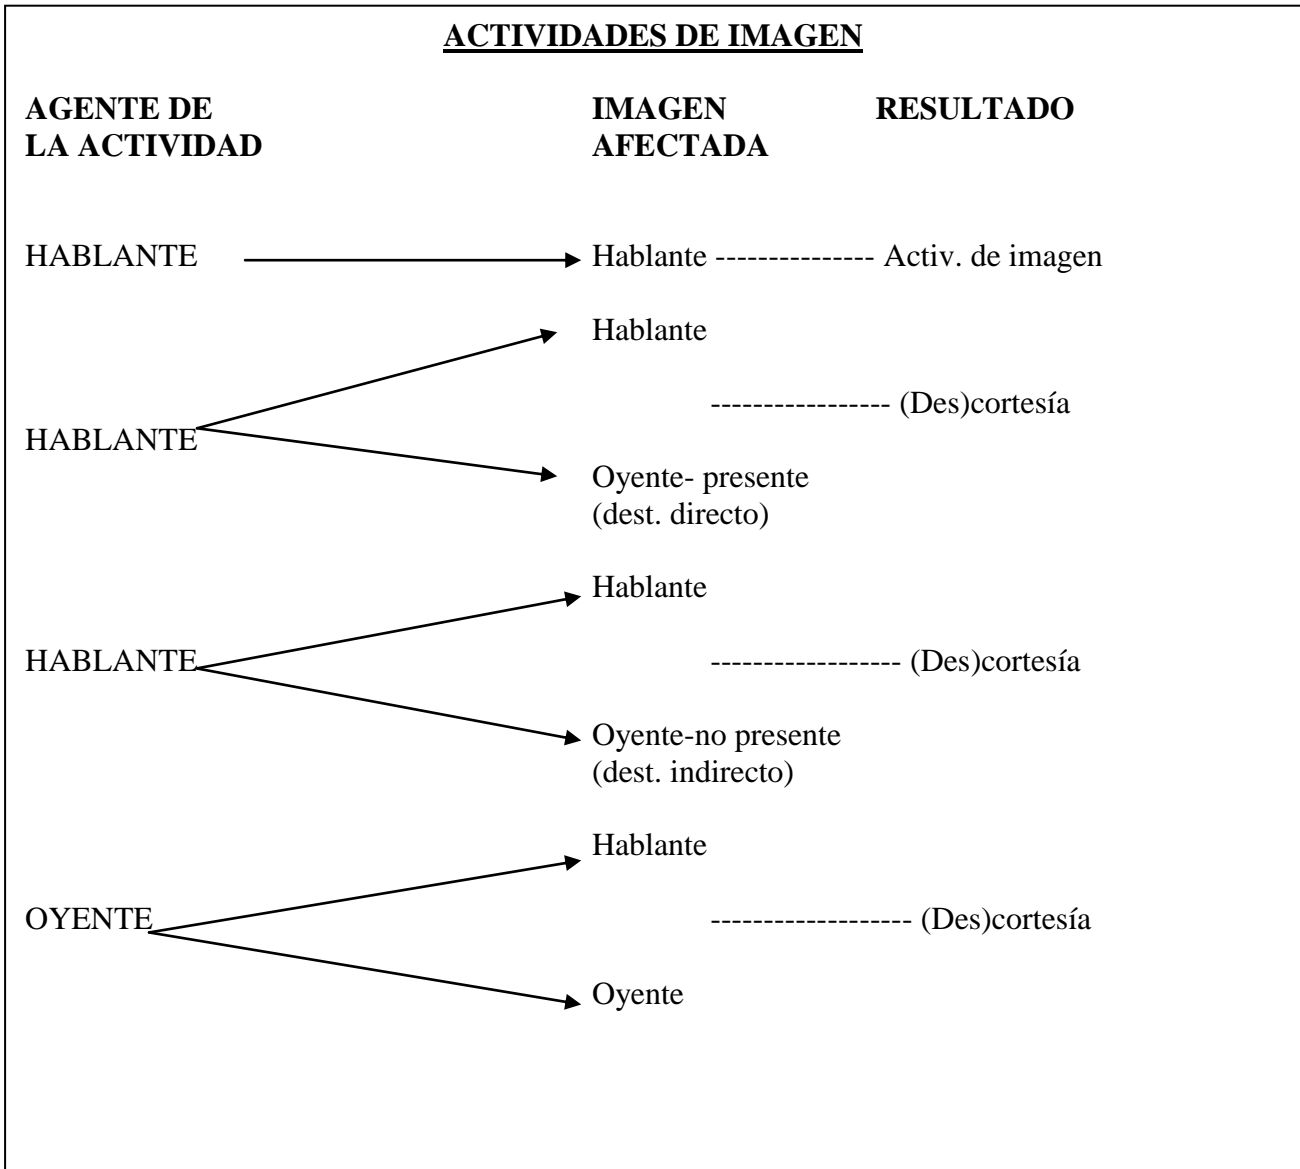 ACTIVIDADES DE IMAGEN
AGENTE DE IMAGEN RESULTADO
LA ACTIVIDAD AFECTADA
HABLANTE Hablante --------------- Activ. de imagen
Hablante
----------------- (Des)cortesía
HABLANTE
Oyente- presente
(dest. directo)
Hablante
HABLANTE ------------------ (Des)cortesía
Oyente-no presente
(dest. indirecto)
Hablante
OYENTE ------------------- (Des)cortesía
Oyente